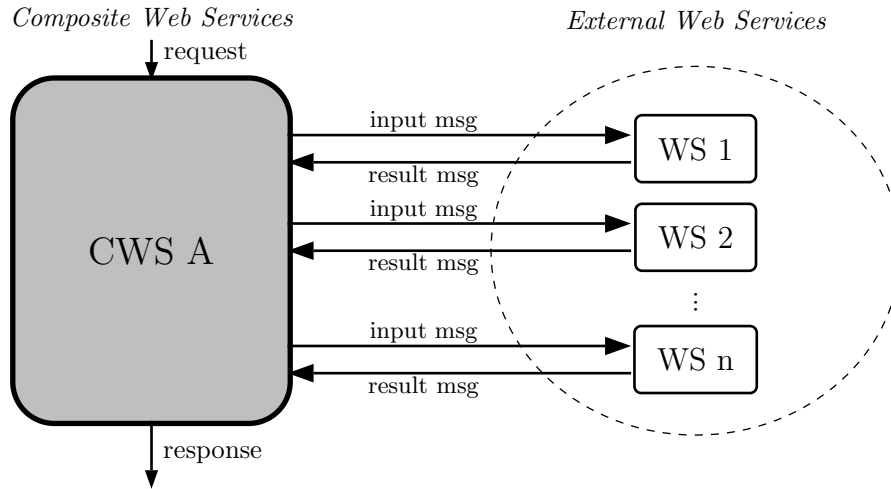 Composite Web Services
External Web Services
request
input msg
WS 1
result msg
input msg
WS 2
CWS A
result msg
⋮
input msg
WS n
result msg
response